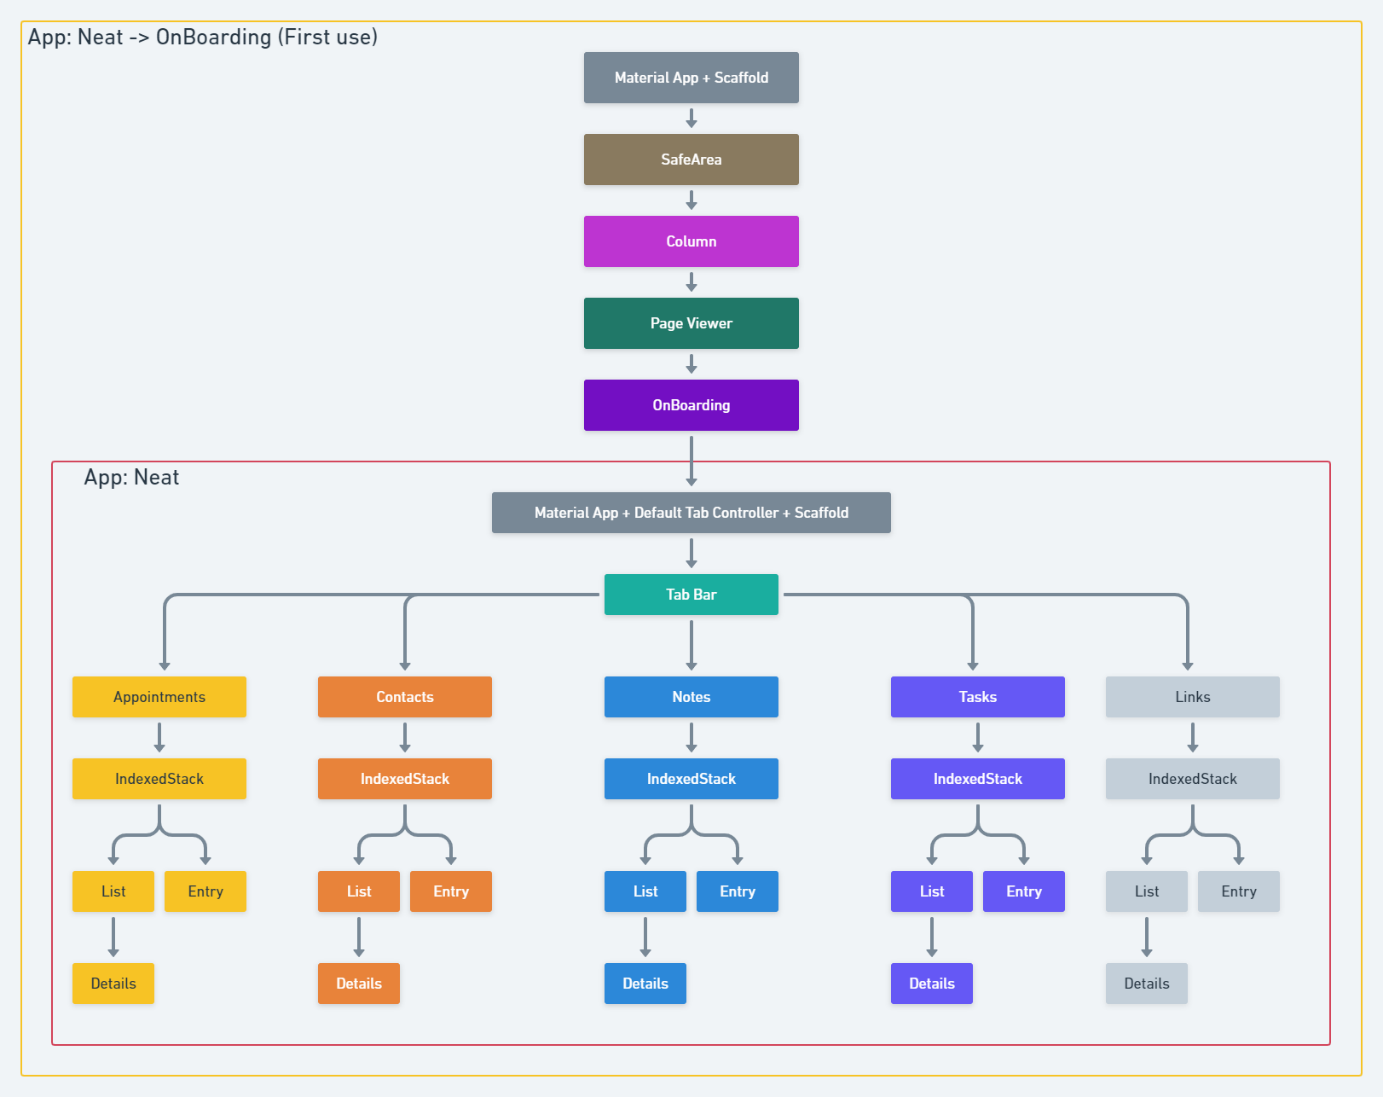 App: Neat -> OnBoarding (First use)
Material App + Scaffold
SafeArea
Column
Page Viewer
OnBoarding
App: Neat
Material App + Default Tab Controller + Scaffold
Tab Bar
Appointments
Contacts
Notes
Tasks
Links
IndexedStack
IndexedStack
IndexedStack
IndexedStack
IndexedStack
List
Entry
List
Entry
List
Entry
List
Entry
List
Entry
Details
Details
Details
Details
Details